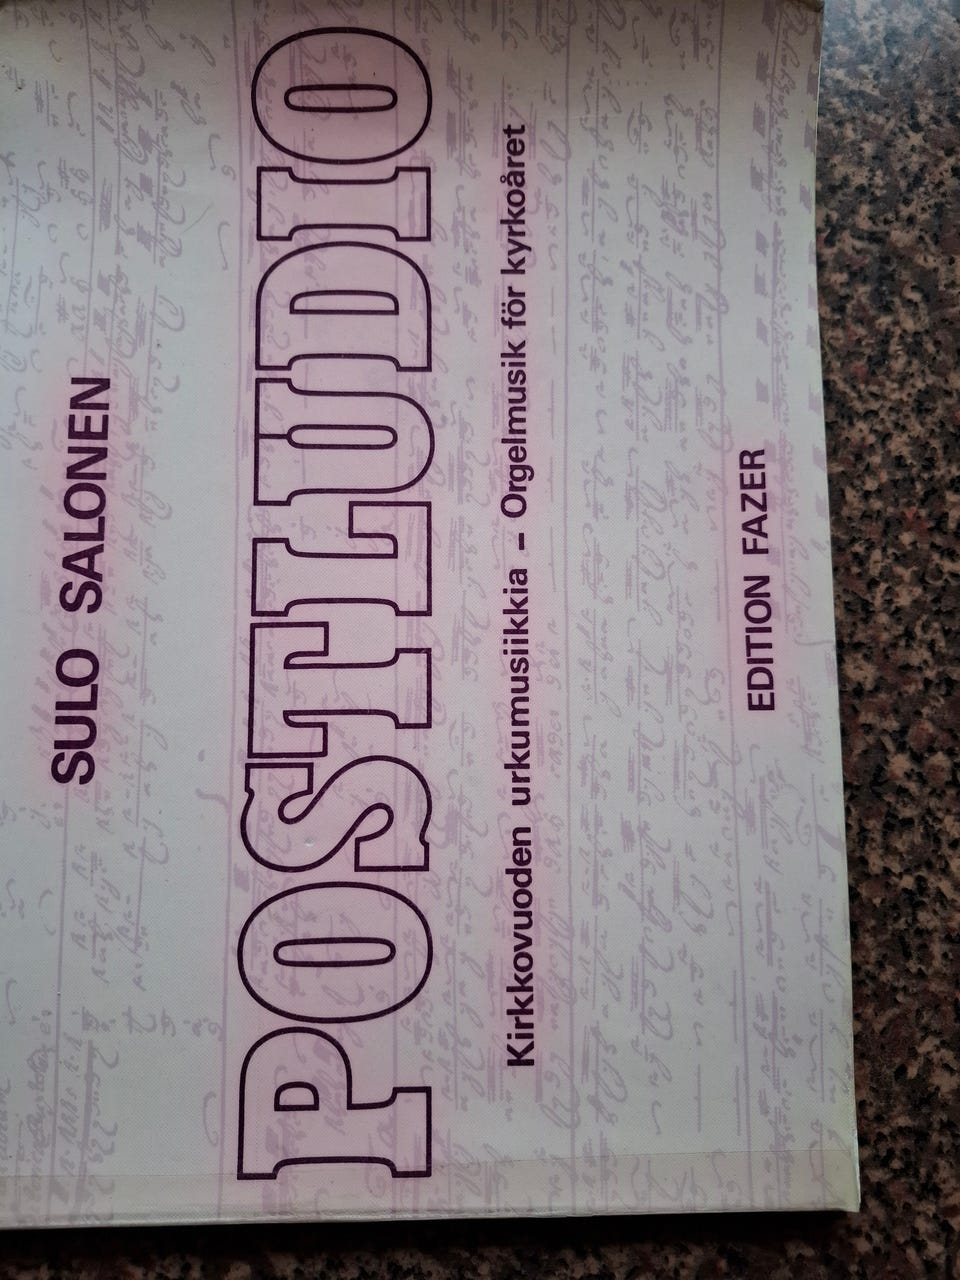 SULO SALONEN
POSTLUDIO
Kirkkovuoden urkumusiikkia – Orgelmusik för kyrkoåret
EDITION FAZER